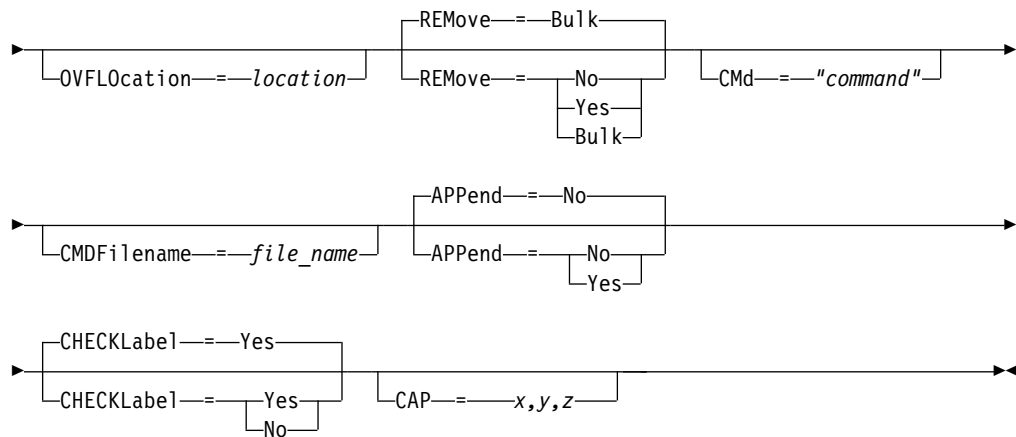 REMove = Bulk
OVFLOcation = location REMove = No CMd = "command"
Yes
Bulk
APPend = No
CMDFilename = file_name APPend = No
Yes
CHECKLabel = Yes
CHECKLabel = Yes CAP = x,y,z
No